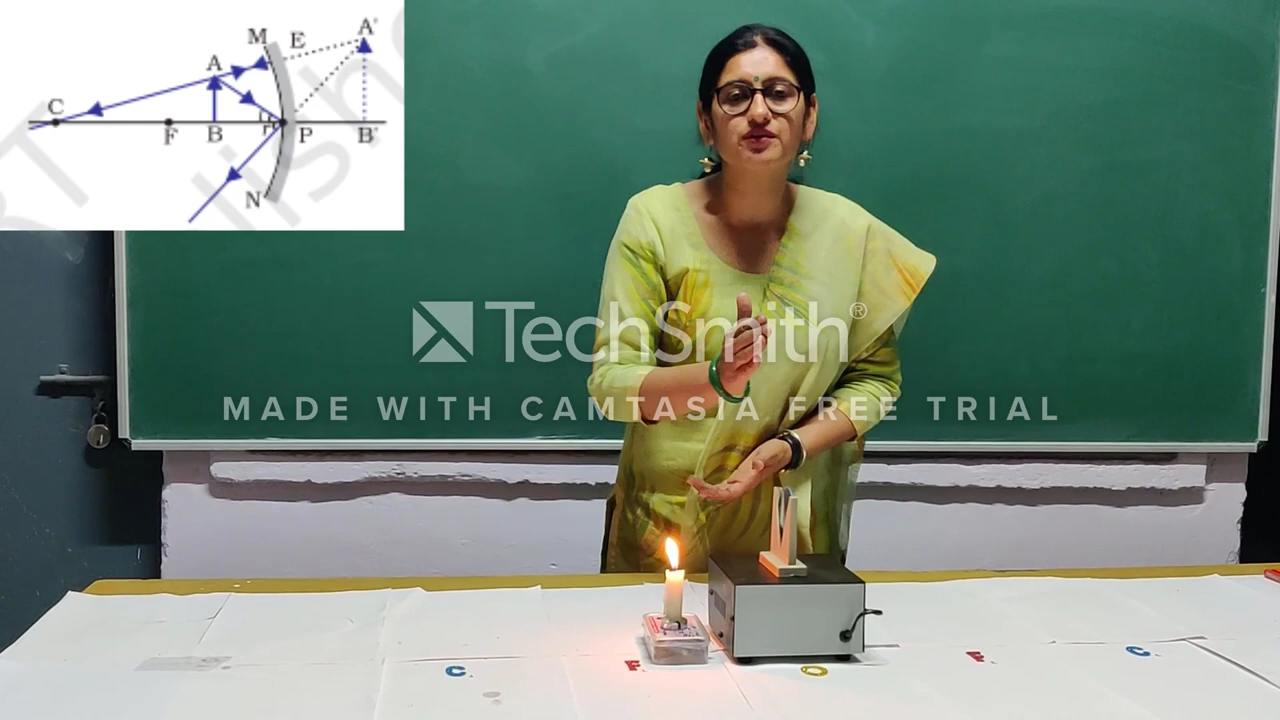 M E A'
A
C F B P B'
N
TechSmith®
MADE WITH CAMTASIA FREE TRIAL
C. F. O F. C.